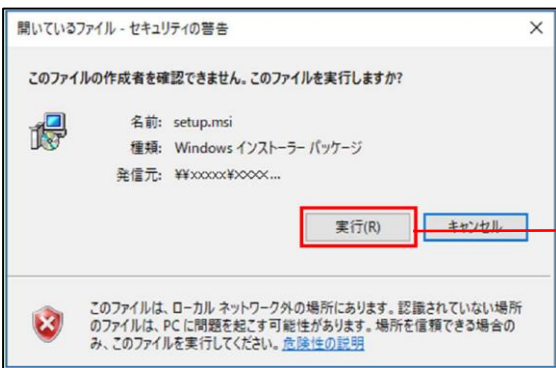 開いているファイル - セキュリティの警告
このファイルの作成者を確認できません。このファイルを実行しますか?
名前: setup.msi
種類: Windows インストーラー パッケージ
発信元: ¥¥xxxxx¥xxxx...
実行(R)
キャンセル
このファイルは、ローカル ネットワーク外の場所にあります。認識されていない場所
のファイルは、PC に問題を起こす可能性があります。場所を信頼できる場合の
み、このファイルを実行してください。危険性の説明